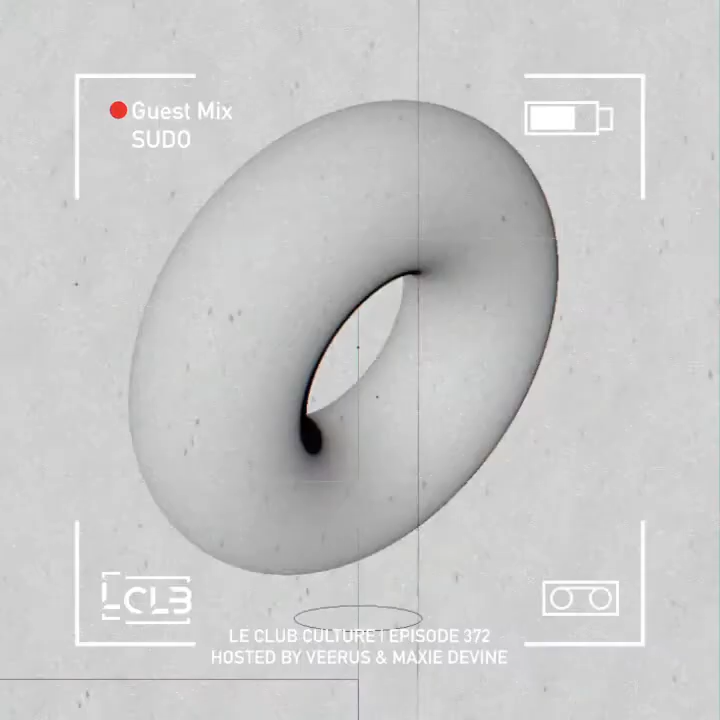 Guest Mix
SUDO
LCLB
LE CLUB CULTURE | EPISODE 372
HOSTED BY VEERUS & MAXIE DEVINE